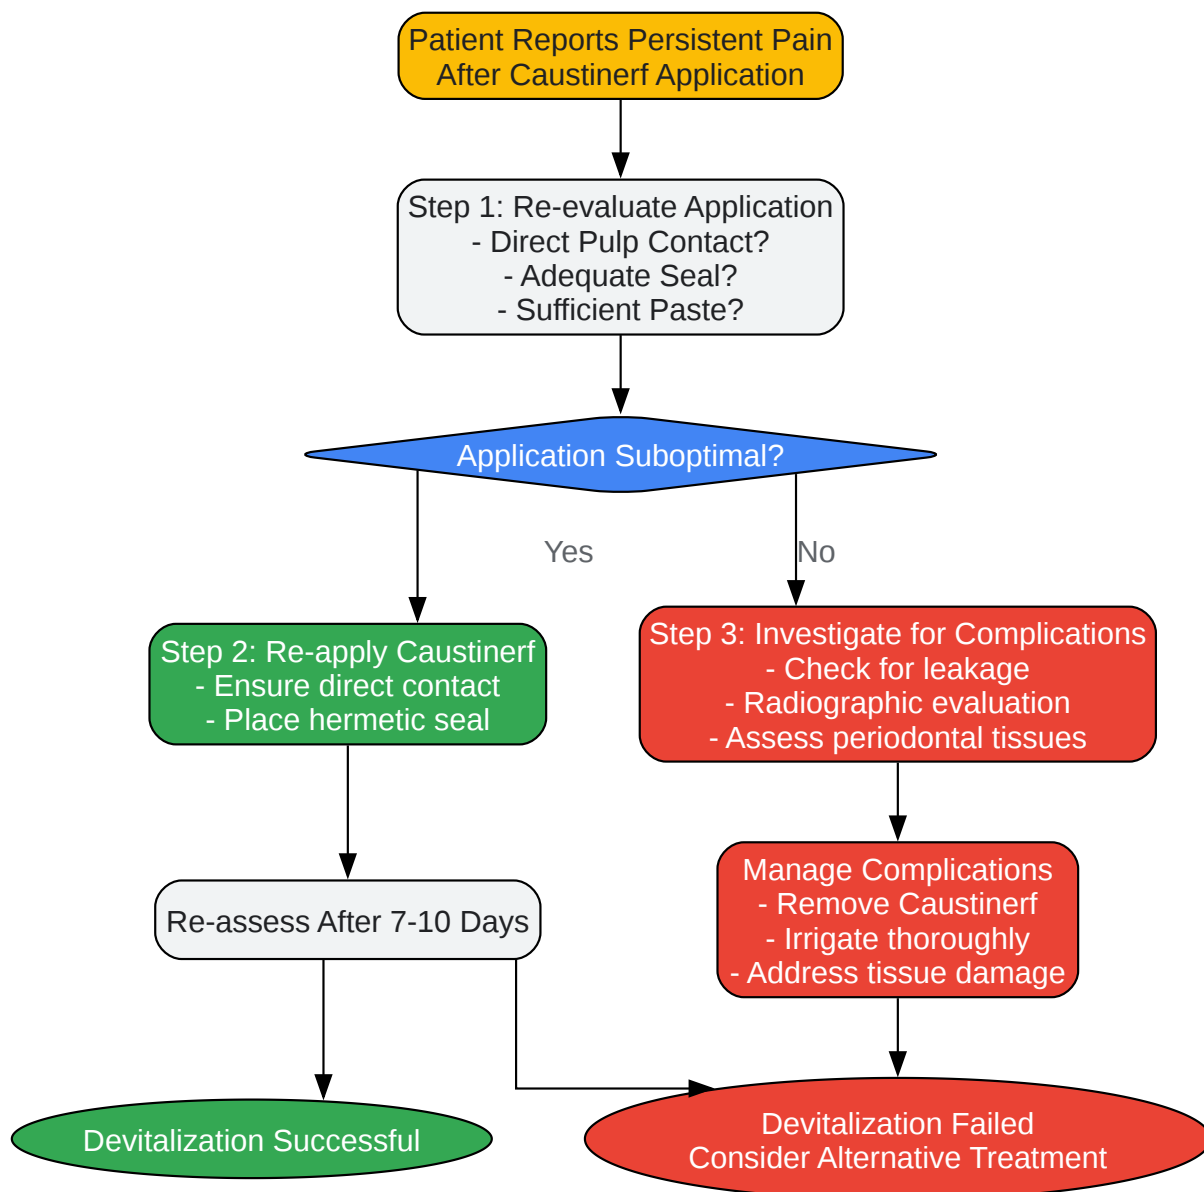 Patient Reports Persistent Pain
After Caustinerf Application
Step 1: Re-evaluate Application
- Direct Pulp Contact?
- Adequate Seal?
- Sufficient Paste?
Application Suboptimal?
Yes
No
Step 2: Re-apply Caustinerf
- Ensure direct contact
- Place hermetic seal
Step 3: Investigate for Complications
- Check for leakage
- Radiographic evaluation
- Assess periodontal tissues
Re-assess After 7-10 Days
Manage Complications
- Remove Caustinerf
- Irrigate thoroughly
- Address tissue damage
Devitalization Successful
Devitalization Failed
Consider Alternative Treatment